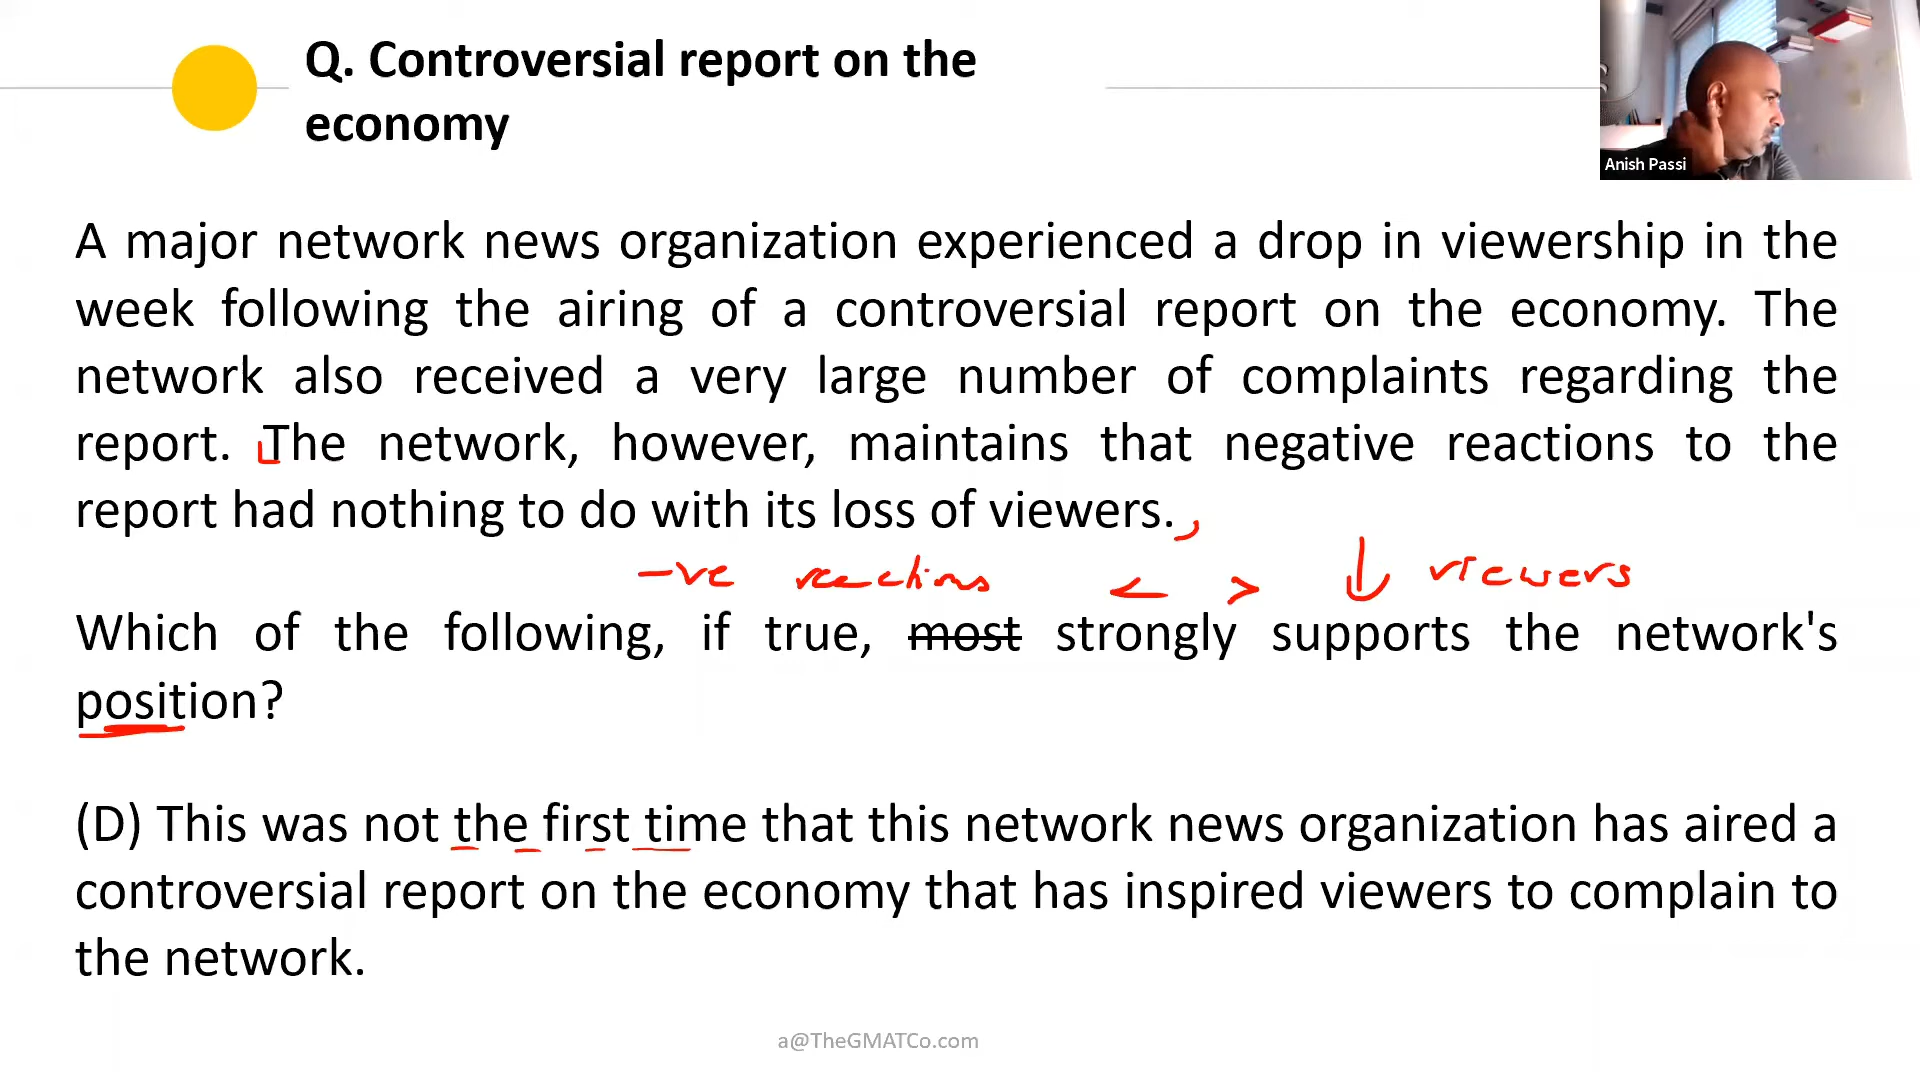 Q. Controversial report on the
economy
Anish Passi
A major network news organization experienced a drop in viewership in the
week following the airing of a controversial report on the economy. The
network also received a very large number of complaints regarding the
report. The network, however, maintains that negative reactions to the
report had nothing to do with its loss of viewers.
-ve reactions < > ↓ viewers
Which of the following, if true, most strongly supports the network's
position?
(D) This was not the first time that this network news organization has aired a
controversial report on the economy that has inspired viewers to complain to
the network.
a@TheGMATCo.com